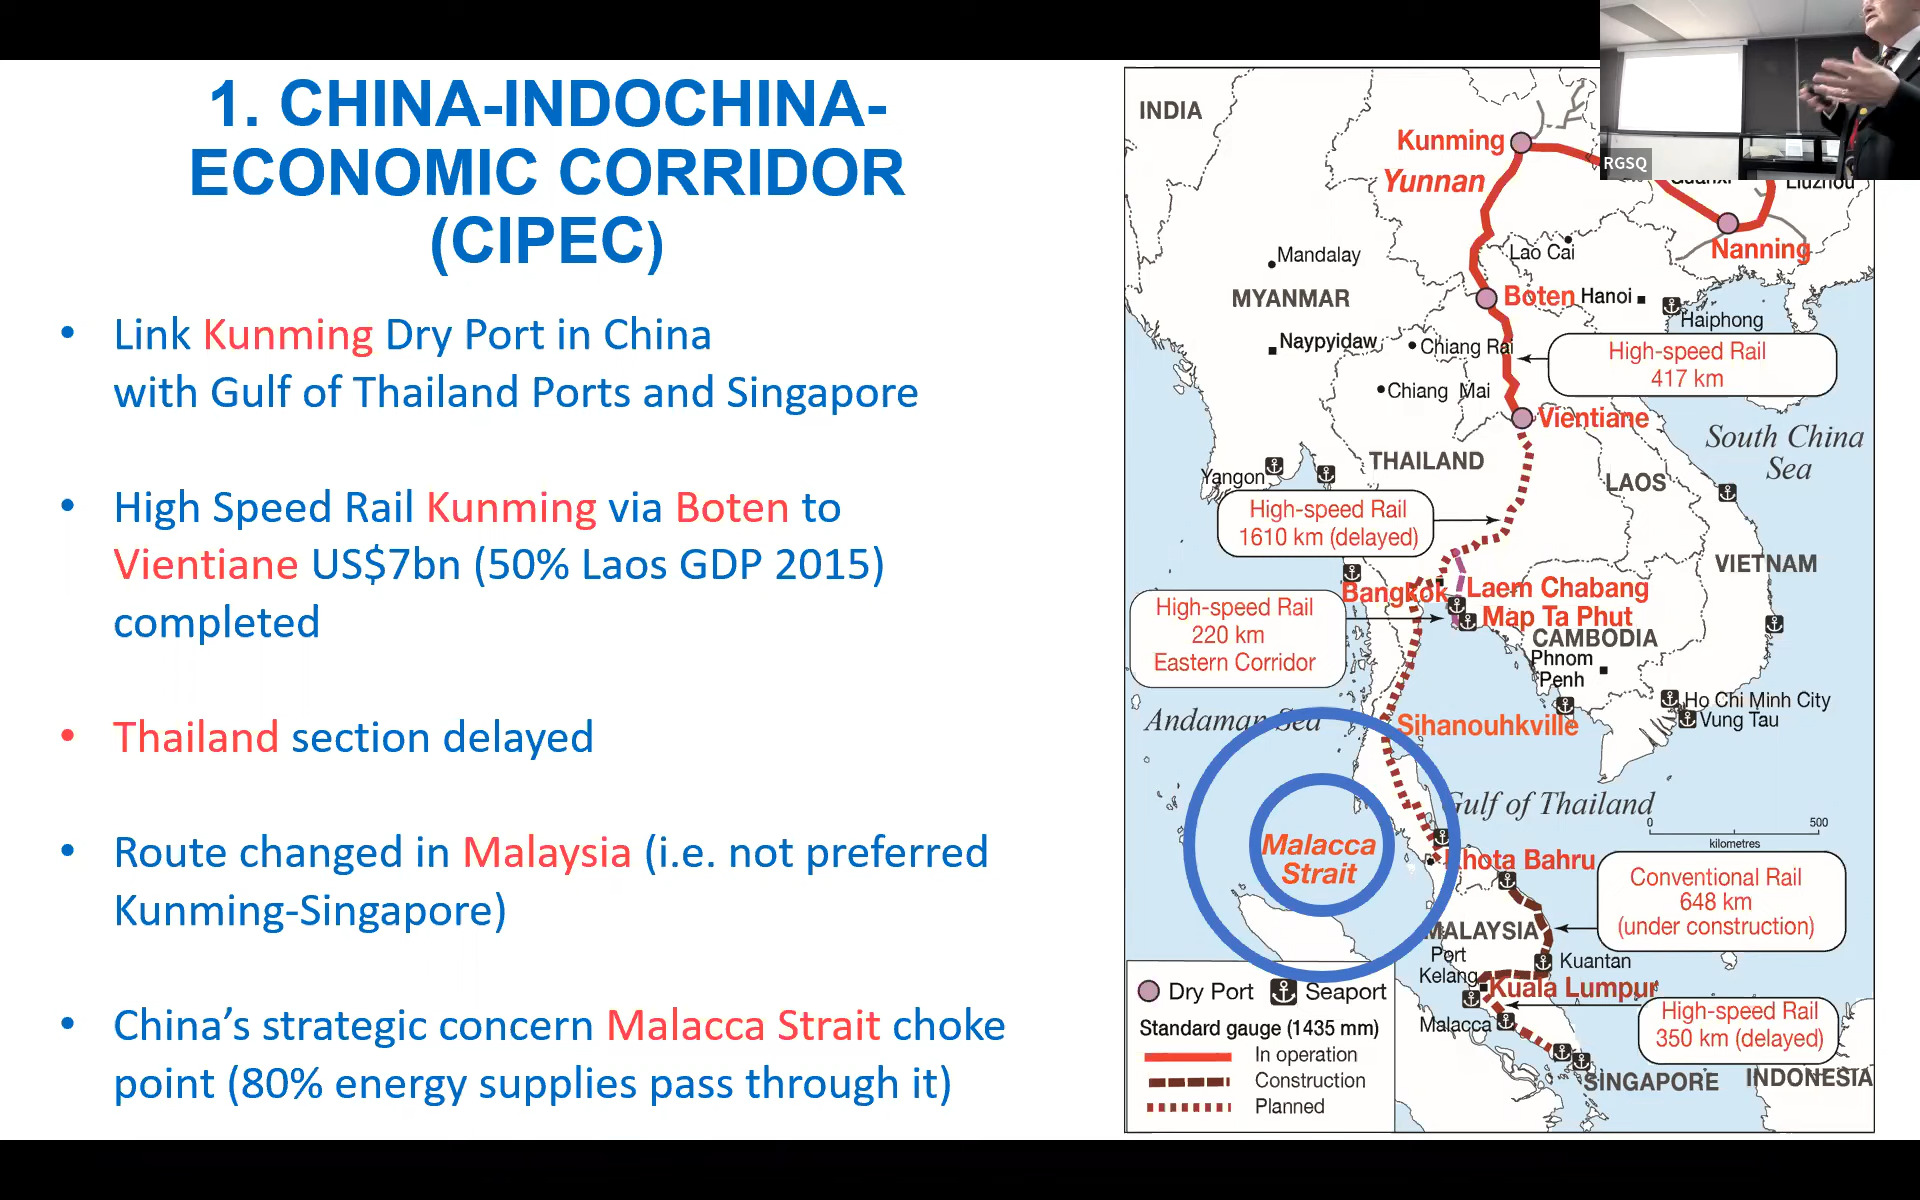 1. CHINA-INDOCHINA-
ECONOMIC CORRIDOR
(CIPEC)
• Link Kunming Dry Port in China
with Gulf of Thailand Ports and Singapore
• High Speed Rail Kunming via Boten to
Vientiane US$7bn (50% Laos GDP 2015)
completed
• Thailand section delayed
• Route changed in Malaysia (i.e. not preferred
Kunming-Singapore)
• China's strategic concern Malacca Strait choke
point (80% energy supplies pass through it)
RGSQ
INDIA
Kunming
Yunnan
Liuzhou
Nanning
Lao Cai
Mandalay
MYANMAR
Boten
Hanoi
Haiphong
Naypyidaw
Chiang Rai
High-speed Rail
417 km
Chiang Mai
Vientiane
South China
Sea
THAILAND
Yangon
LAOS
High-speed Rail
1610 km (delayed)
VIETNAM
Bangkok
Laem Chabang
Map Ta Phut
High-speed Rail
220 km
Eastern Corridor
CAMBODIA
Phnom
Penh
Ho Chi Minh City
Vung Tau
Andaman Sea
Sihanouhkville
Gulf of Thailand
0 500
kilometres
Malacca
Strait
Khota Bahru
Conventional Rail
648 km
(under construction)
MALAYSIA
Port
Kelang
Kuantan
Kuala Lumpur
Malacca
High-speed Rail
350 km (delayed)
SINGAPORE
INDONESIA
Dry Port
Seaport
Standard gauge (1435 mm)
In operation
Construction
Planned